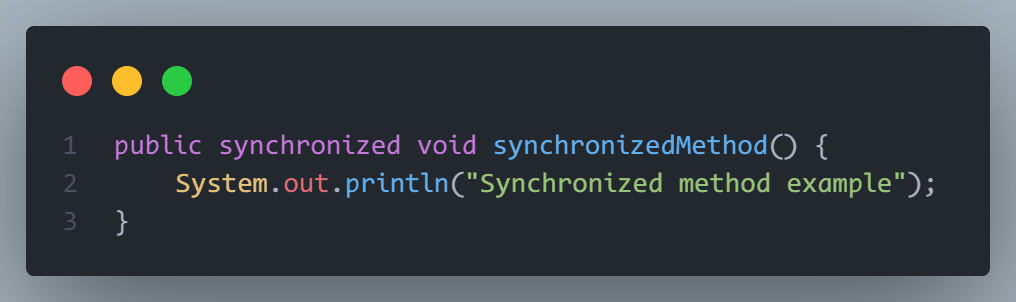 1 public synchronized void synchronizedMethod() {
2     System.out.println("Synchronized method example");
3 }